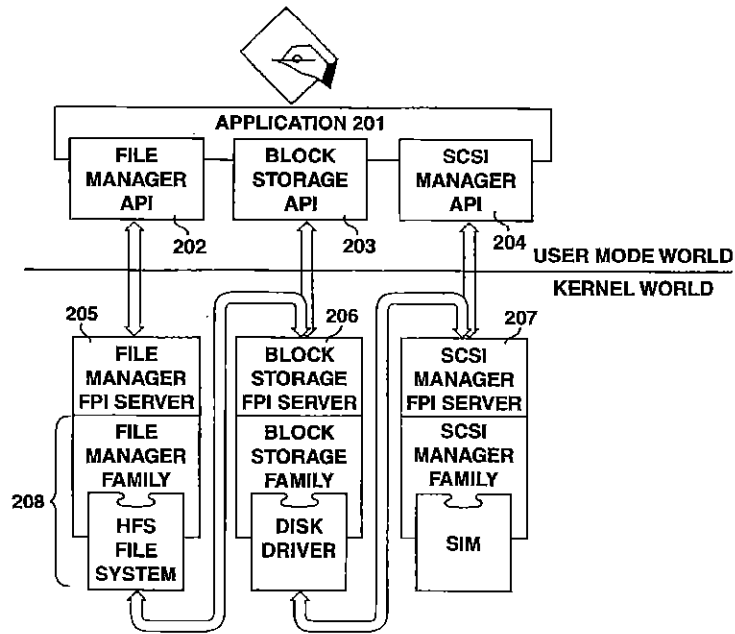 APPLICATION 201
FILE
MANAGER
API
BLOCK
STORAGE
API
SCSI
MANAGER
API
202
203
204
USER MODE WORLD
KERNEL WORLD
205
206
207
FILE
MANAGER
FPI SERVER
BLOCK
STORAGE
FPI SERVER
SCSI
MANAGER
FPI SERVER
FILE
MANAGER
FAMILY
BLOCK
STORAGE
FAMILY
SCSI
MANAGER
FAMILY
208
HFS
FILE
SYSTEM
DISK
DRIVER
SIM